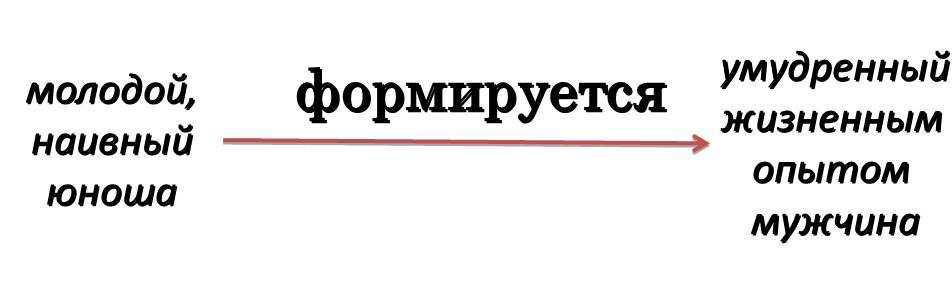 молодой,
наивный
юноша
формируется
умудренный
жизненным
опытом
мужчина